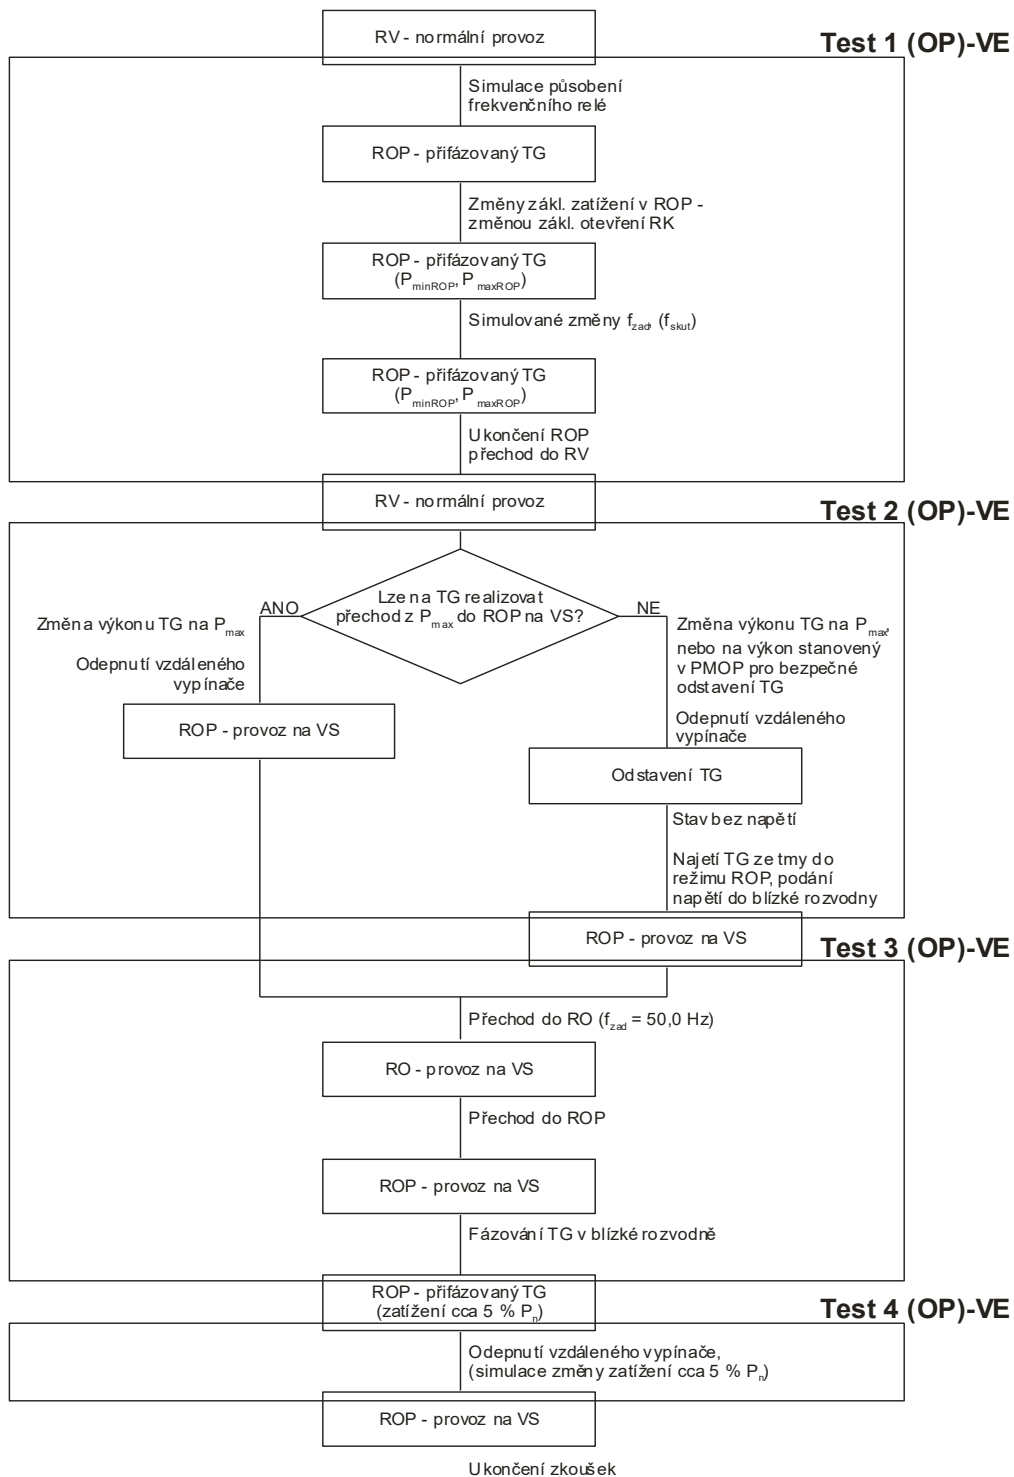 RV - normální provoz
Test 1 (OP)-VE
Simulace působení
frekvenčního relé
ROP - přifázovaný TG
Změny zákl. zatížení v ROP -
změnou zákl. otevření RK
ROP - přifázovaný TG
(PminROP, PmaxROP)
Simulované změny fzad, (fskut)
ROP - přifázovaný TG
(PminROP, PmaxROP)
Ukončení ROP
přechod do RV
RV - normální provoz
Test 2 (OP)-VE
Lze na TG realizovat
přechod z Pmax do ROP na VS?
ANO
NE
Změna výkonu TG na Pmax
Odepnutí vzdáleného
vypínače
ROP - provoz na VS
Změna výkonu TG na Pmax,
nebo na výkon stanovený
v PMOP pro bezpečné
odstavení TG
Odepnutí vzdáleného
vypínače
Odstavení TG
Stav bez napětí
Najetí TG ze tmy do
režimu ROP, podání
napětí do blízké rozvodny
ROP - provoz na VS
Test 3 (OP)-VE
Přechod do RO (fzad = 50,0 Hz)
RO - provoz na VS
Přechod do ROP
ROP - provoz na VS
Fázování TG v blízké rozvodně
ROP - přifázovaný TG
(zatížení cca 5 % Pn)
Test 4 (OP)-VE
Odepnutí vzdáleného vypínače,
(simulace změny zatížení cca 5 % Pn)
ROP - provoz na VS
Ukončení zkoušek